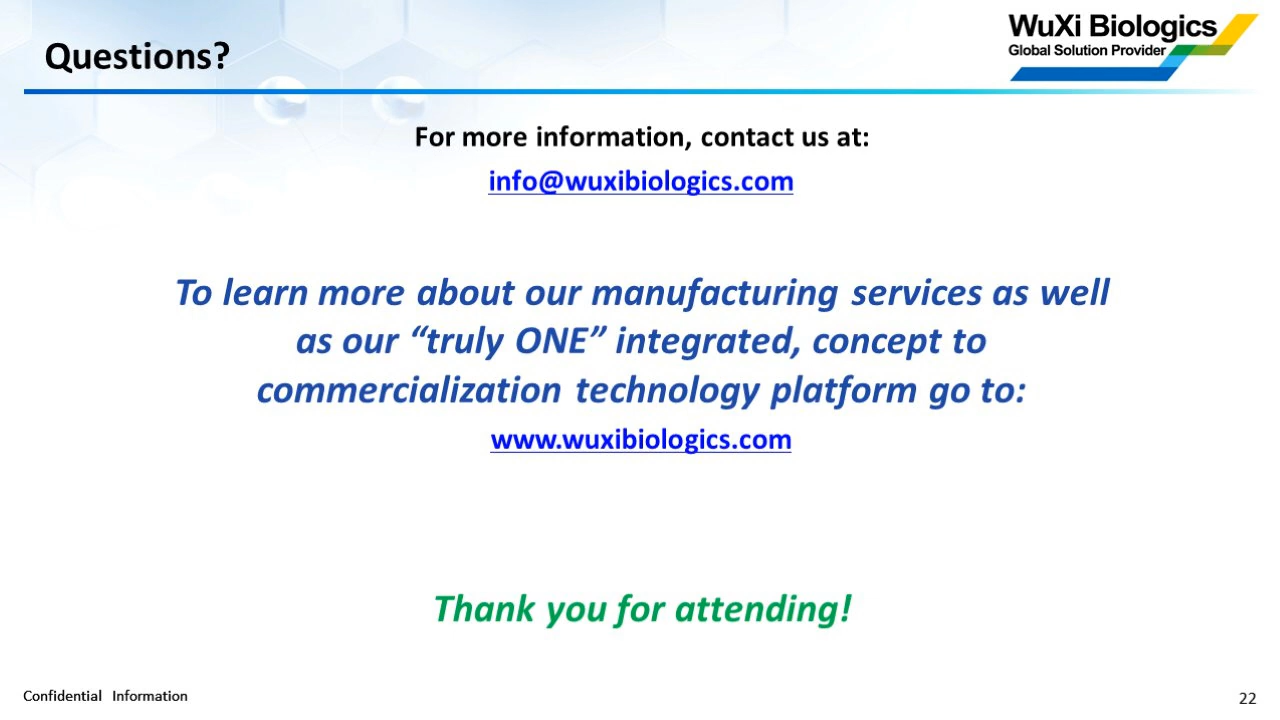 Questions?
WuXi Biologics
Global Solution Provider
For more information, contact us at:
info@wuxibiologics.com
To learn more about our manufacturing services as well
as our “truly ONE” integrated, concept to
commercialization technology platform go to:
www.wuxibiologics.com
Thank you for attending!
Confidential Information
22